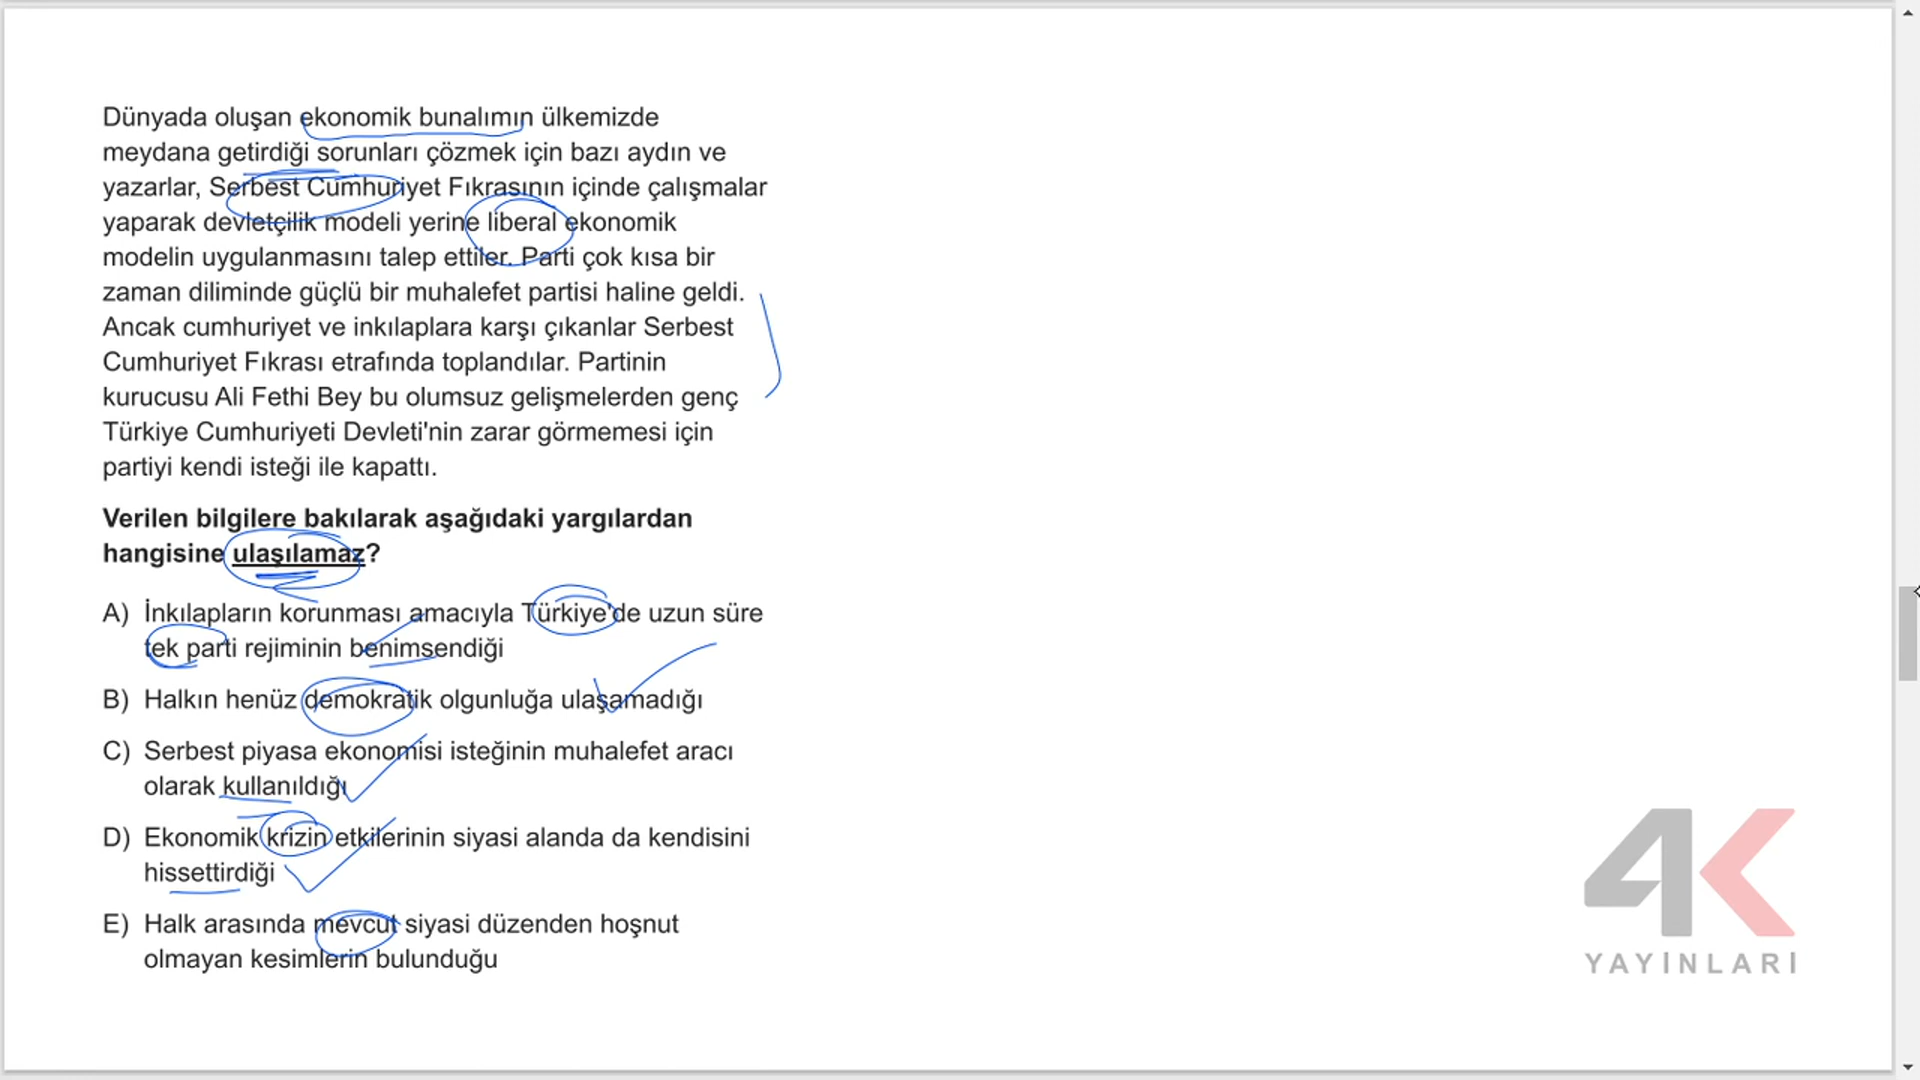 Dünyada oluşan ekonomik bunalımın ülkemizde
meydana getirdiği sorunları çözmek için bazı aydın ve
yazarlar, Serbest Cumhuriyet Fıkrasının içinde çalışmalar
yaparak devletçilik modeli yerine liberal ekonomik
modelin uygulanmasını talep ettiler. Parti çok kısa bir
zaman diliminde güçlü bir muhalefet partisi haline geldi.
Ancak cumhuriyet ve inkılaplara karşı çıkanlar Serbest
Cumhuriyet Fıkrası etrafında toplandılar. Partinin
kurucusu Ali Fethi Bey bu olumsuz gelişmelerden genç
Türkiye Cumhuriyeti Devleti'nin zarar görmemesi için
partiyi kendi isteği ile kapattı.
Verilen bilgilere bakılarak aşağıdaki yargılardan
hangisine ulaşılamaz?
A) İnkılapların korunması amacıyla Türkiye'de uzun süre
tek parti rejiminin benimsendiği
B) Halkın henüz demokratik olgunluğa ulaşamadığı
C) Serbest piyasa ekonomisi isteğinin muhalefet aracı
olarak kullanıldığı
D) Ekonomik krizin etkilerinin siyasi alanda da kendisini
hissettirdiği
E) Halk arasında mevcut siyasi düzenden hoşnut
olmayan kesimlerin bulunduğu
4K
YAYINLARI